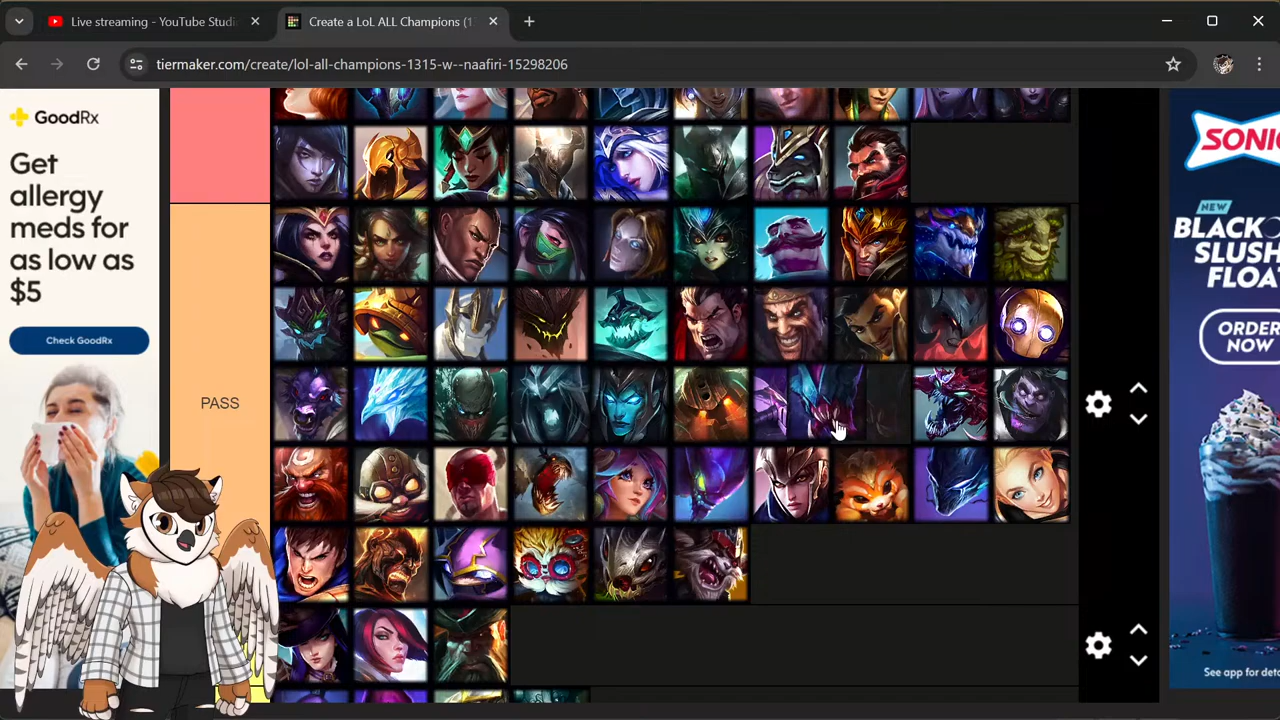 Live streaming - YouTube Studi
Create a LoL ALL Champions (1
tiermaker.com/create/lol-all-champions-1315-w--naafiri-15298206
GoodRx
Get
allergy
meds for
as low as
$5
Check GoodRx
PASS
SONIC
NEW
BLACK
SLUSH
FLOA
ORDER
NOW
See app for deta